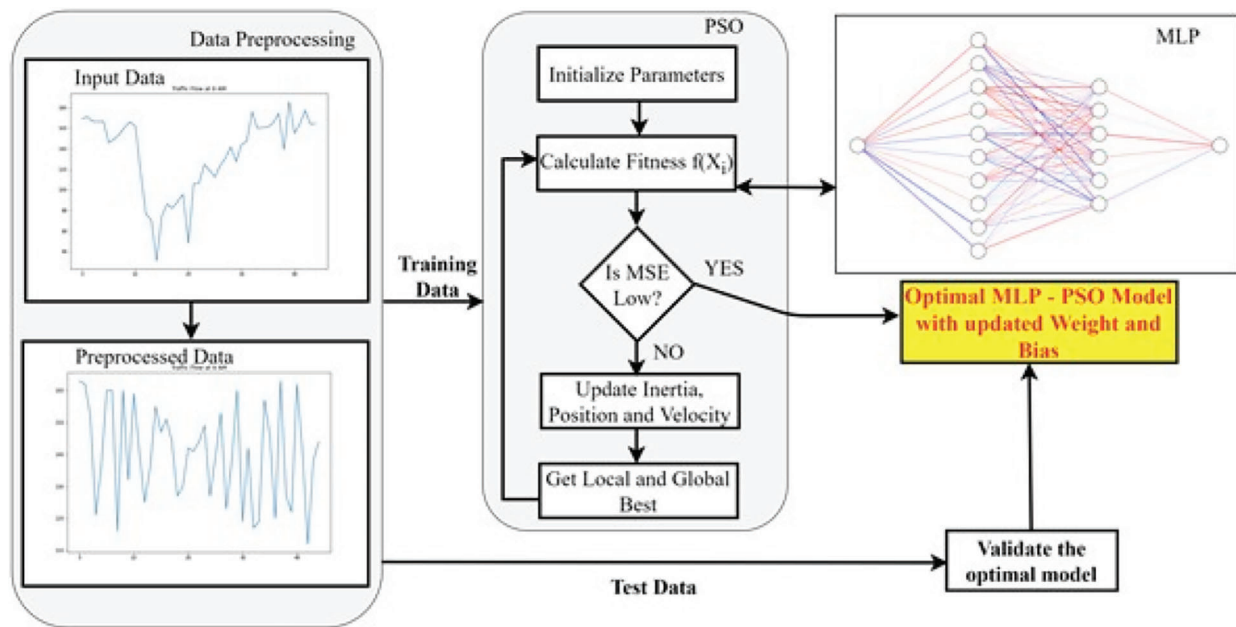 Data Preprocessing
Input Data
Preprocessed Data
Training
Data
Test Data
PSO
Initialize Parameters
Calculate Fitness f(Xi)
Is MSE
Low?
YES
NO
Update Inertia,
Position and Velocity
Get Local and Global
Best
MLP
Optimal MLP - PSO Model
with updated Weight and
Bias
Validate the
optimal model